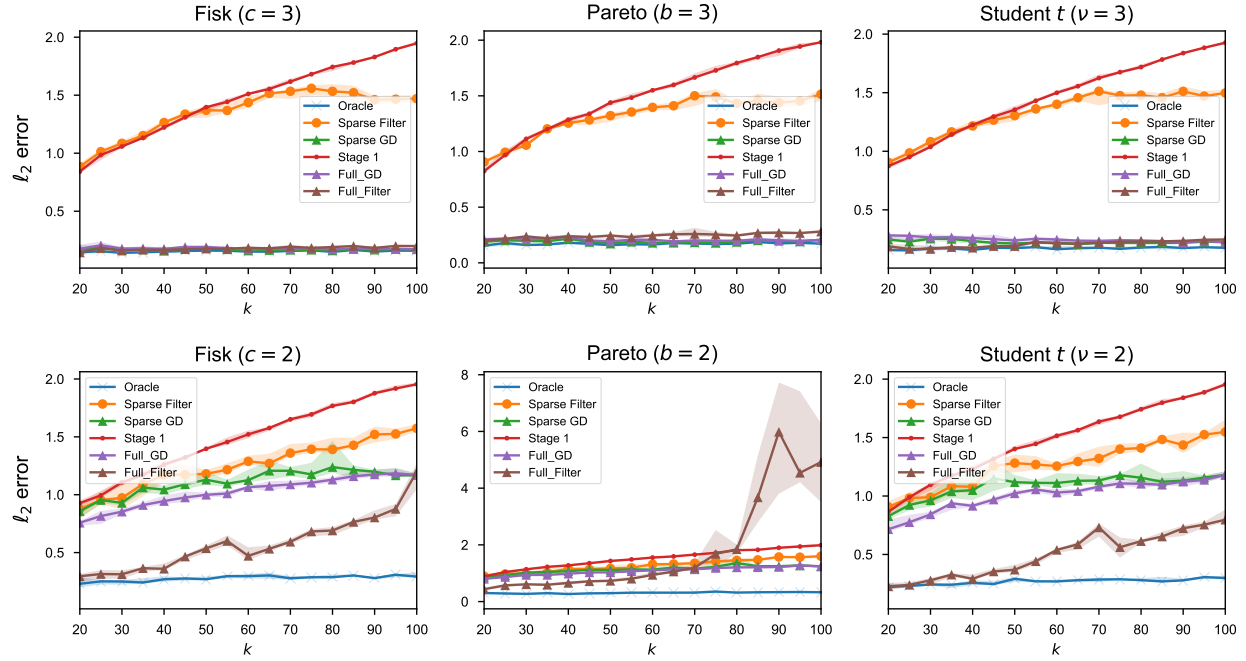 Fisk (c = 3)
2.0
1.5
1.0
0.5
ℓ2 error
20 30 40 50 60 70 80 90 100
k
Oracle
Sparse Filter
Sparse GD
Stage 1
Full_GD
Full_Filter
Pareto (b = 3)
2.0
1.5
1.0
0.5
0.0
20 30 40 50 60 70 80 90 100
k
Oracle
Sparse Filter
Sparse GD
Stage 1
Full_GD
Full_Filter
Student t (ν = 3)
2.0
1.5
1.0
0.5
20 30 40 50 60 70 80 90 100
k
Oracle
Sparse Filter
Sparse GD
Stage 1
Full_GD
Full_Filter
Fisk (c = 2)
2.0
1.5
1.0
0.5
ℓ2 error
20 30 40 50 60 70 80 90 100
k
Oracle
Sparse Filter
Sparse GD
Stage 1
Full_GD
Full_Filter
Pareto (b = 2)
8
6
4
2
0
20 30 40 50 60 70 80 90 100
k
Oracle
Sparse Filter
Sparse GD
Stage 1
Full_GD
Full_Filter
Student t (ν = 2)
2.0
1.5
1.0
0.5
20 30 40 50 60 70 80 90 100
k
Oracle
Sparse Filter
Sparse GD
Stage 1
Full_GD
Full_Filter